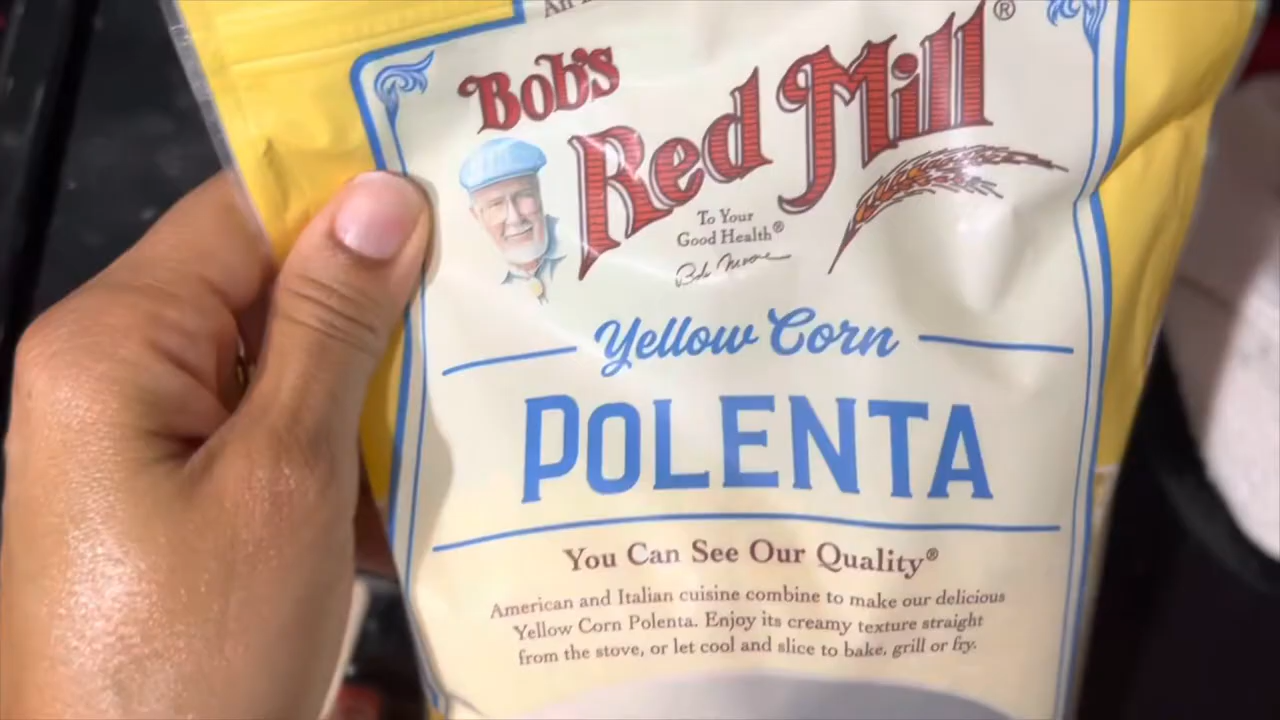 Bob's
Red Mill®
To Your
Good Health®
Bob Moore
Yellow Corn
POLENTA
You Can See Our Quality®
American and Italian cuisine combine to make our delicious
Yellow Corn Polenta. Enjoy its creamy texture straight
from the stove, or let cool and slice to bake, grill or fry.